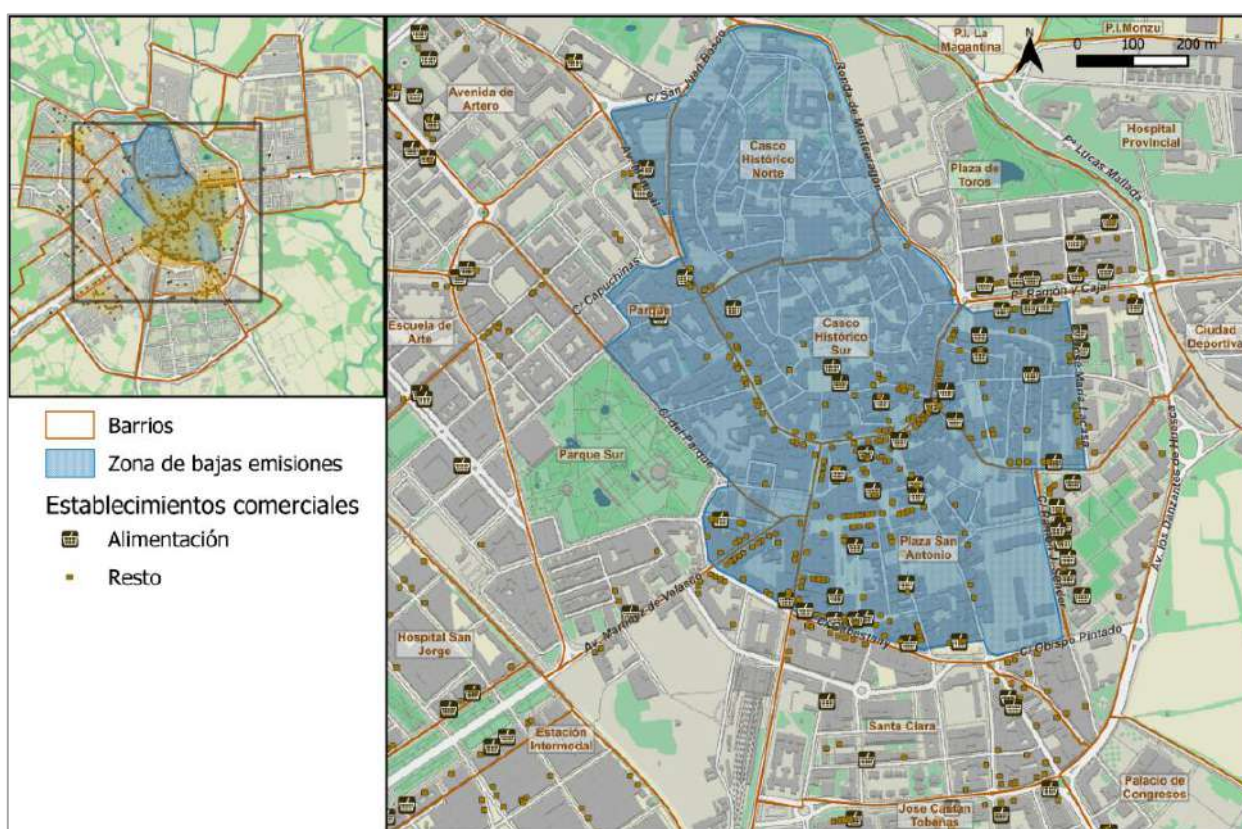 P.I. La
Magantina
P.I.Monzu
N
0 100 200 m
C/ San Juan Bosco
Avenida de
Artero
Ronda de Montearagón
Hospital
Provincial
Casco
Histórico
Norte
Pº Lucas Mallada
Plaza de
Toros
C/ Capuchinas
Pº Ramón y Cajal
Parque
Escuela de
Arte
Casco
Histórico
Sur
Ciudad
Deportiva
Barrios
Zona de bajas emisiones
Establecimientos comerciales
Alimentación
Resto
C/ del Parque
Parque Sur
Av. los Danzantes de Huesca
Plaza San
Antonio
Av. Martínez de Velasco
C/ Obispo Pintado
Hospital San
Jorge
Santa Clara
Estación
Intermodal
Palacio de
Congresos
Jose Castán
Tobeñas